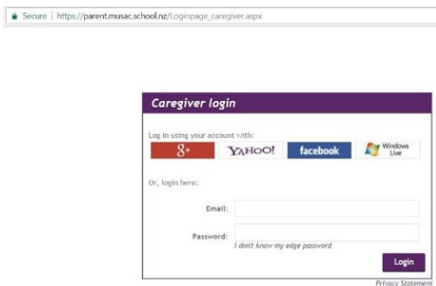 Secure | https://parent.musac.school.nz/Loginpage_caregiver.aspx
Caregiver login
Log in using your account with:
g+ YAHOO! facebook Windows Live
Or, login here:
Email:
Password:
I don't know my edge password
Login
Privacy Statement